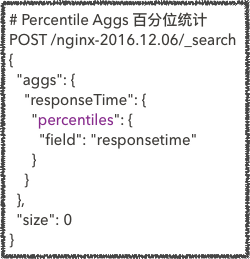 # Percentile Aggs 百分位统计
POST /nginx-2016.12.06/_search
{
  "aggs": {
    "responseTime": {
      "percentiles": {
        "field": "responsetime"
      }
    }
  },
  "size": 0
}